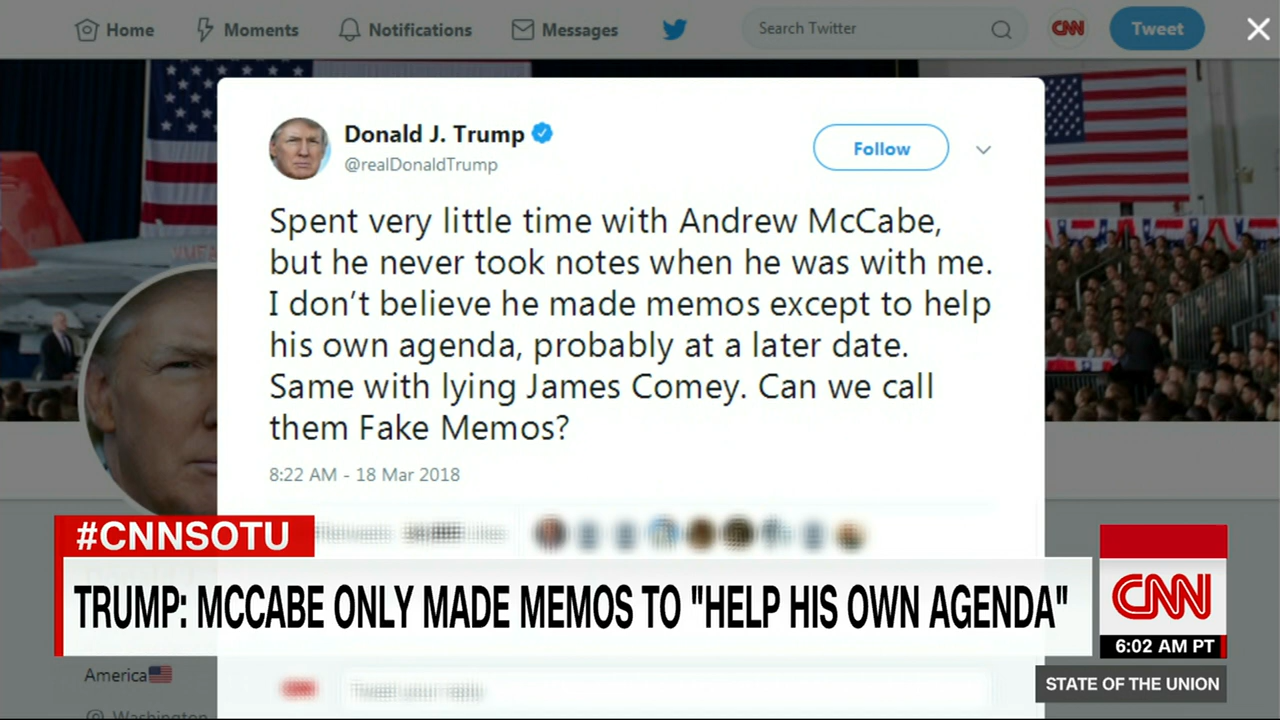 Home
Moments
Notifications
Messages
Search Twitter
CNN
Tweet
Donald J. Trump
@realDonaldTrump
Follow
Spent very little time with Andrew McCabe,
but he never took notes when he was with me.
I don’t believe he made memos except to help
his own agenda, probably at a later date.
Same with lying James Comey. Can we call
them Fake Memos?
8:22 AM - 18 Mar 2018
#CNNSOTU
TRUMP: MCCABE ONLY MADE MEMOS TO "HELP HIS OWN AGENDA"
CNN
6:02 AM PT
STATE OF THE UNION
America
Tweet your reply
Washington